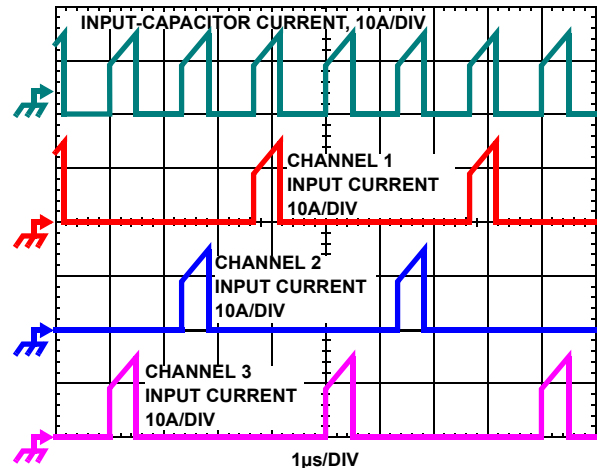 INPUT-CAPACITOR CURRENT, 10A/DIV
CHANNEL 1
INPUT CURRENT
10A/DIV
CHANNEL 2
INPUT CURRENT
10A/DIV
CHANNEL 3
INPUT CURRENT
10A/DIV
1µs/DIV